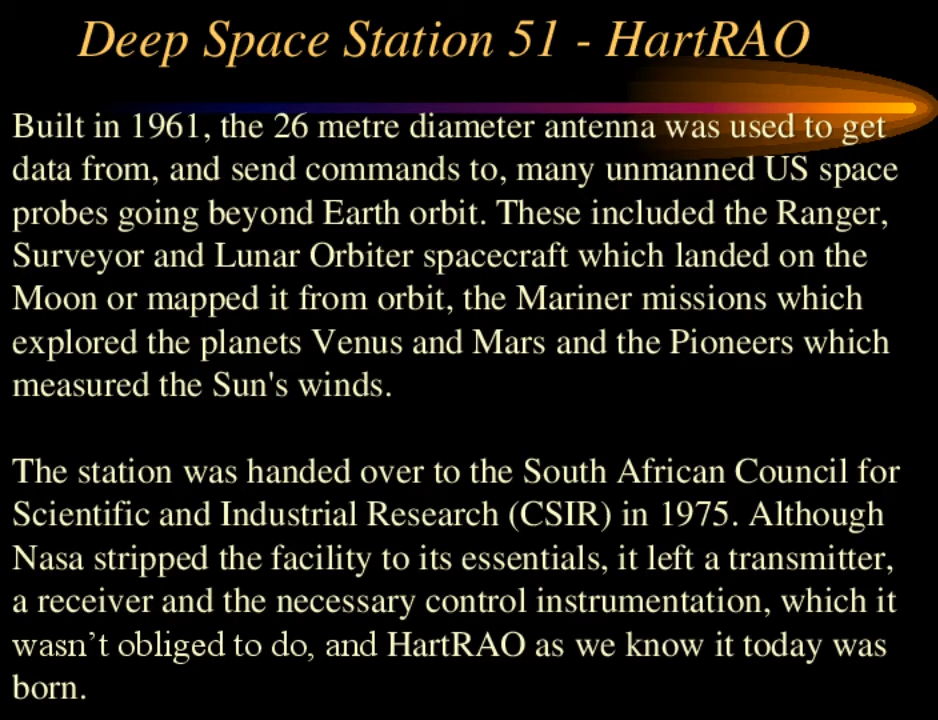 Deep Space Station 51 - HartRAO
Built in 1961, the 26 metre diameter antenna was used to get
data from, and send commands to, many unmanned US space
probes going beyond Earth orbit. These included the Ranger,
Surveyor and Lunar Orbiter spacecraft which landed on the
Moon or mapped it from orbit, the Mariner missions which
explored the planets Venus and Mars and the Pioneers which
measured the Sun's winds.
The station was handed over to the South African Council for
Scientific and Industrial Research (CSIR) in 1975. Although
Nasa stripped the facility to its essentials, it left a transmitter,
a receiver and the necessary control instrumentation, which it
wasn’t obliged to do, and HartRAO as we know it today was
born.